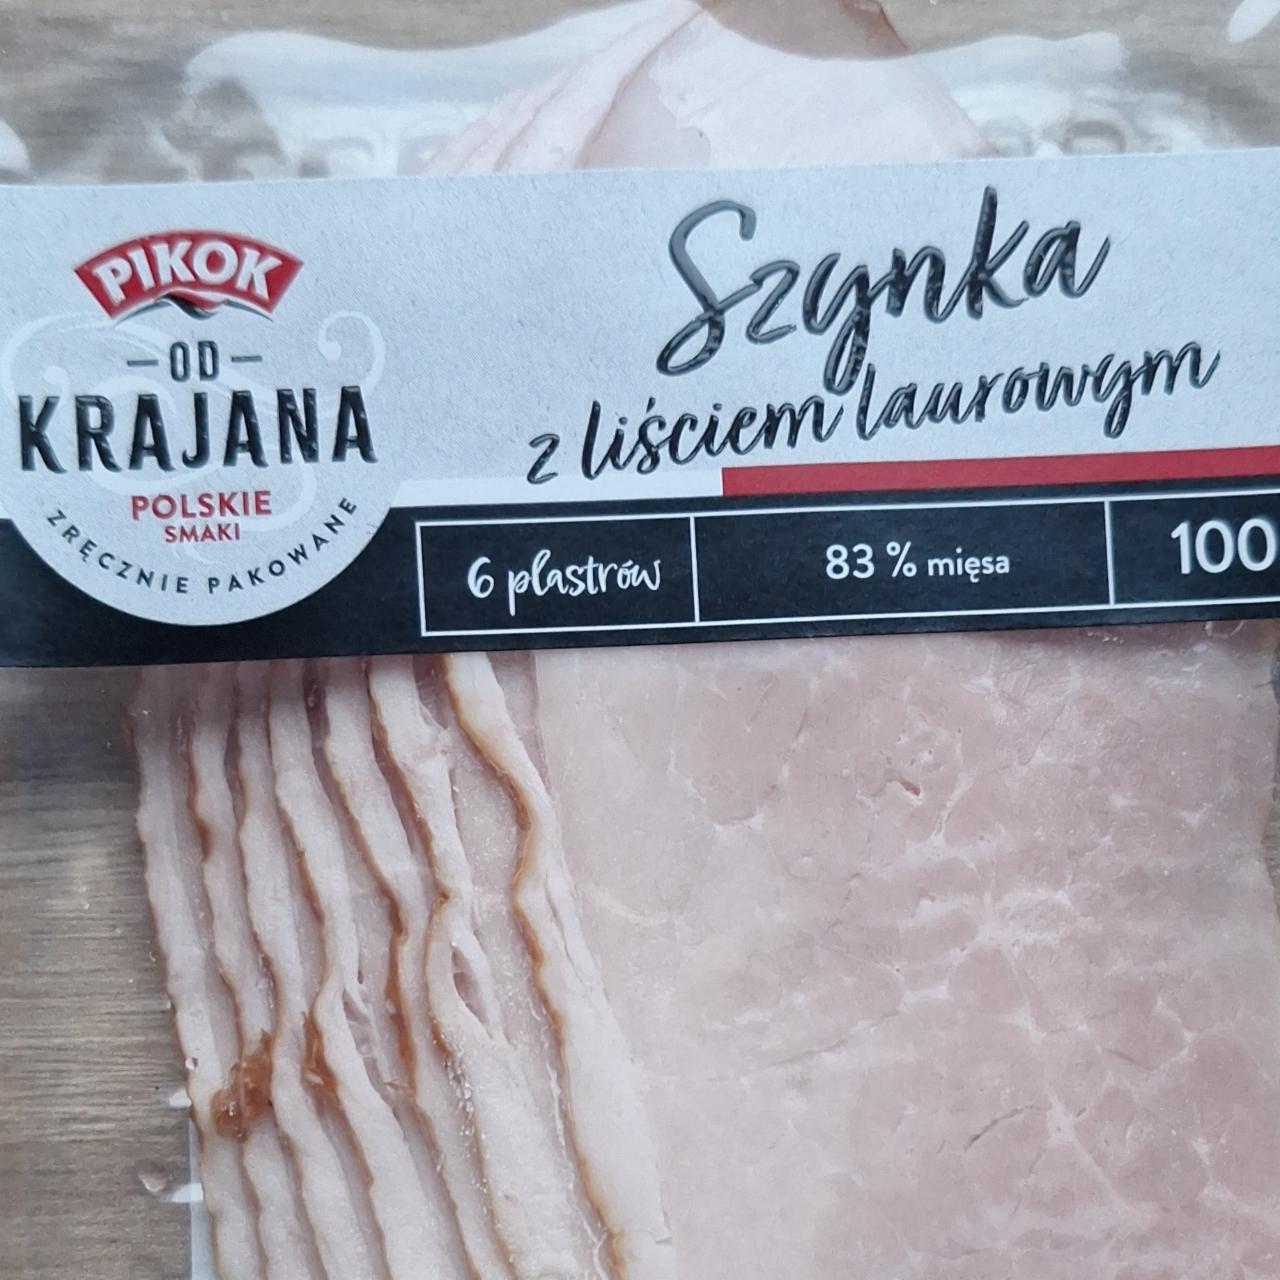 PIKOK
OD
KRAJANA
POLSKIE
SMAKI
ZRĘCZNIE PAKOWANE
Szynka
z liściem laurowym
6 plastrów
83 % mięsa
100